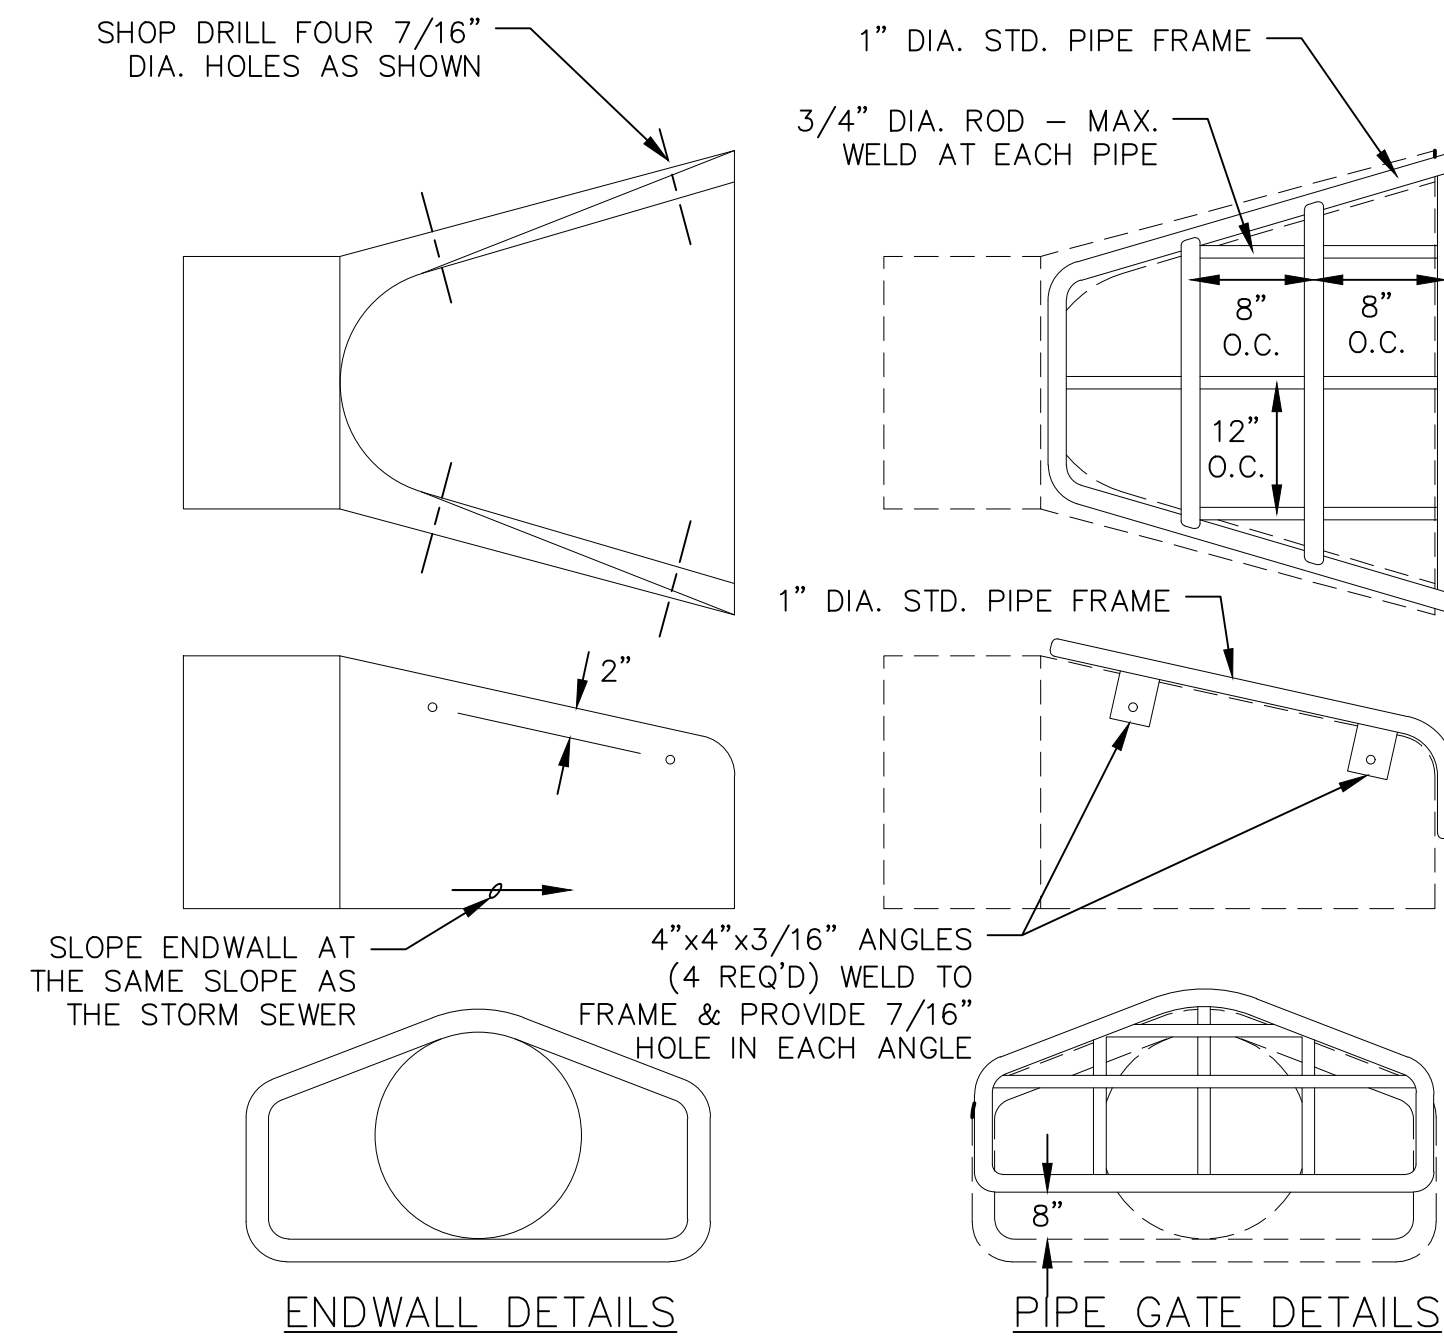 SHOP DRILL FOUR 7/16”
DIA. HOLES AS SHOWN
1” DIA. STD. PIPE FRAME
3/4” DIA. ROD – MAX.
WELD AT EACH PIPE
8”
O.C.
8”
O.C.
12”
O.C.
1” DIA. STD. PIPE FRAME
2”
SLOPE ENDWALL AT
THE SAME SLOPE AS
THE STORM SEWER
4”x4”x3/16” ANGLES
(4 REQ’D) WELD TO
FRAME & PROVIDE 7/16”
HOLE IN EACH ANGLE
8”
ENDWALL DETAILS
PIPE GATE DETAILS